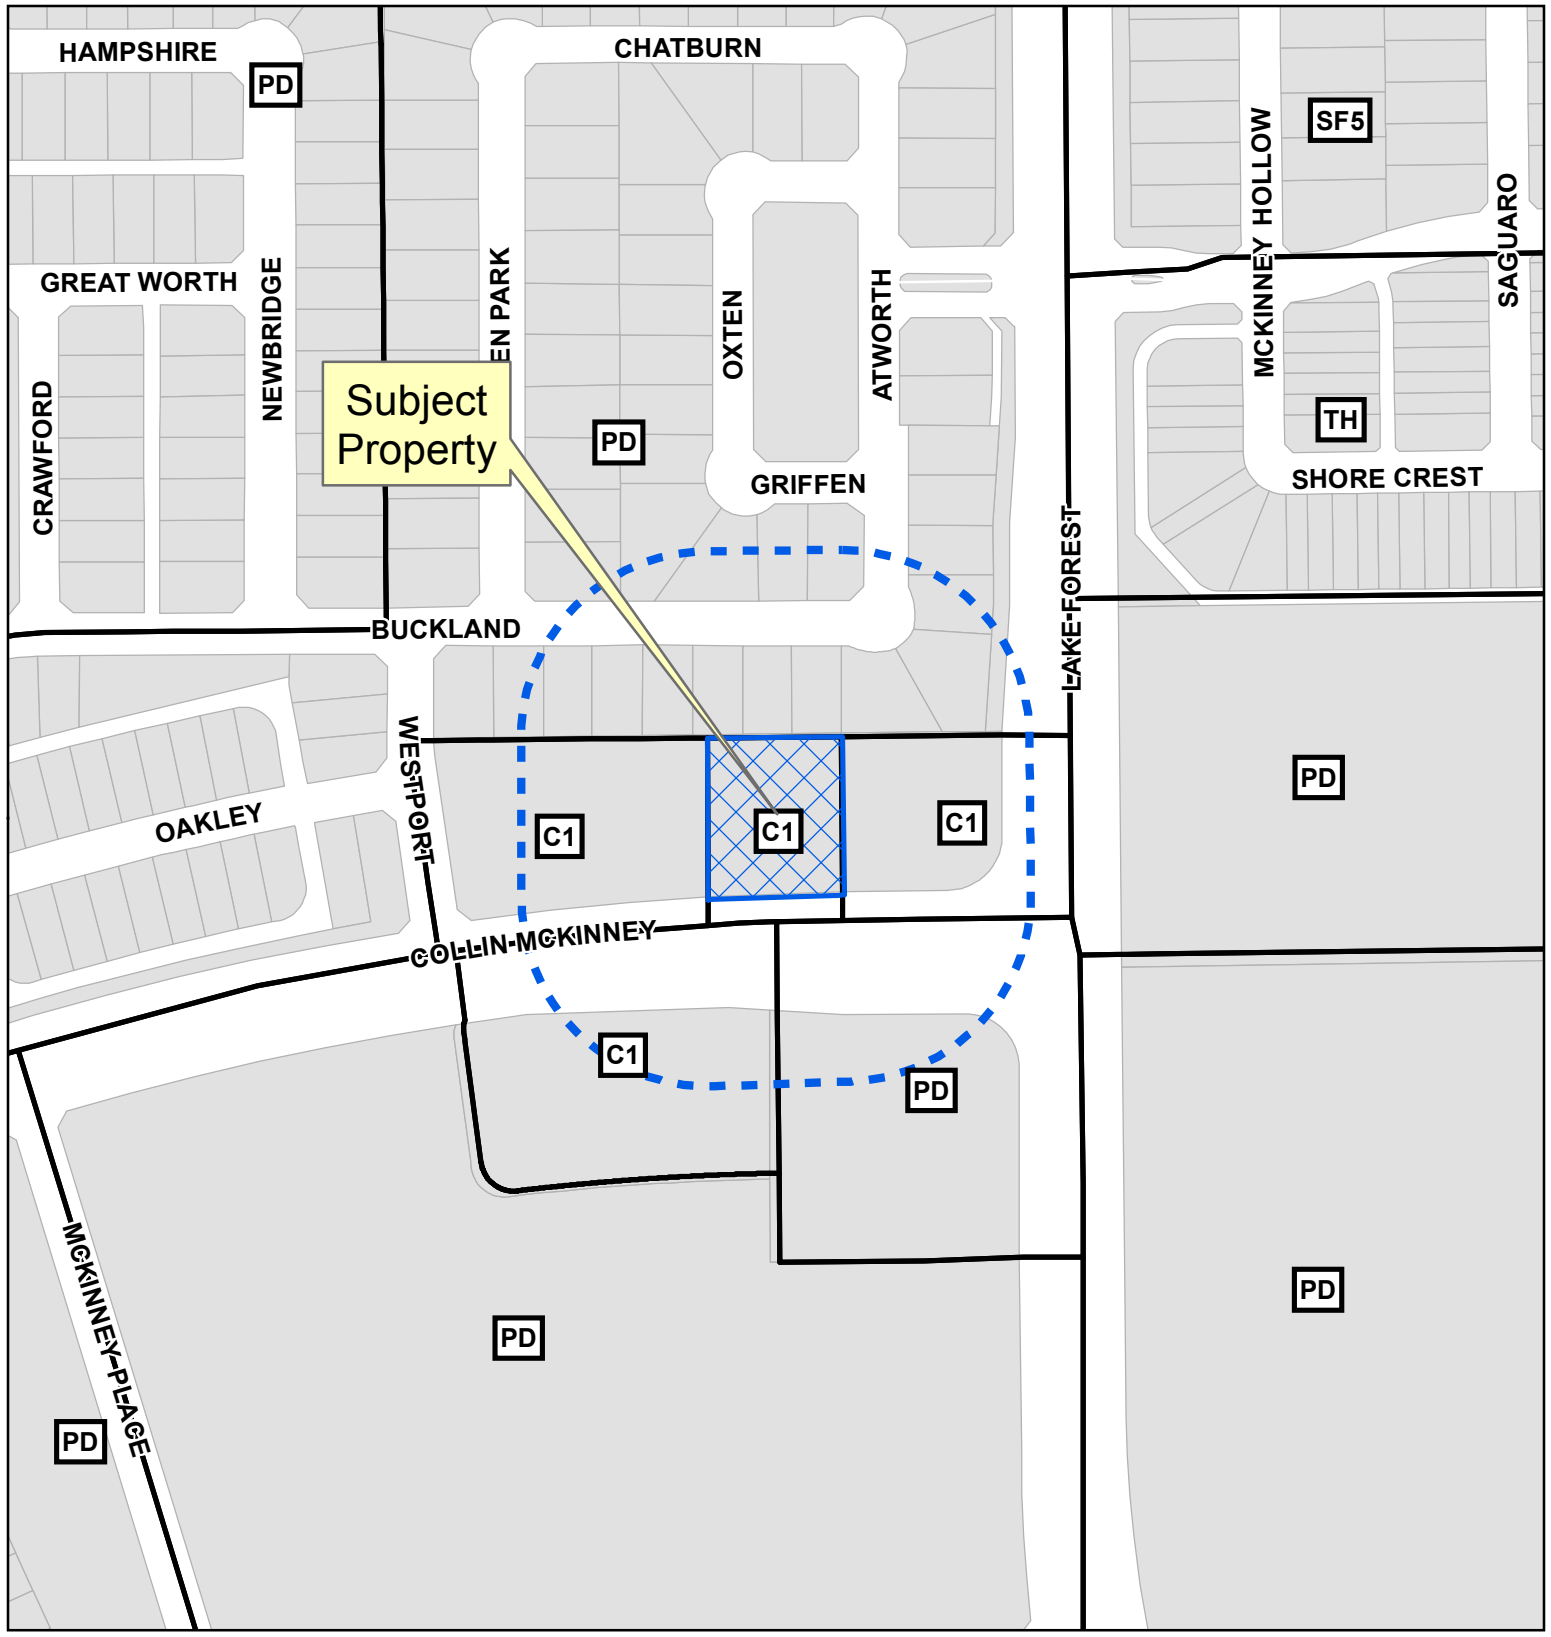 HAMPSHIRE
CHATBURN
PD
SF5
MCKINNEY HOLLOW
SAGUARO
GREAT WORTH
NEWBRIDGE
EN PARK
OXTEN
ATWORTH
CRAWFORD
Subject
Property
PD
TH
GRIFFEN
SHORE CREST
LAKE FOREST
BUCKLAND
WESTPORT
PD
OAKLEY
C1
C1
C1
COLLIN MCKINNEY
C1
PD
MCKINNEY PLACE
PD
PD
PD